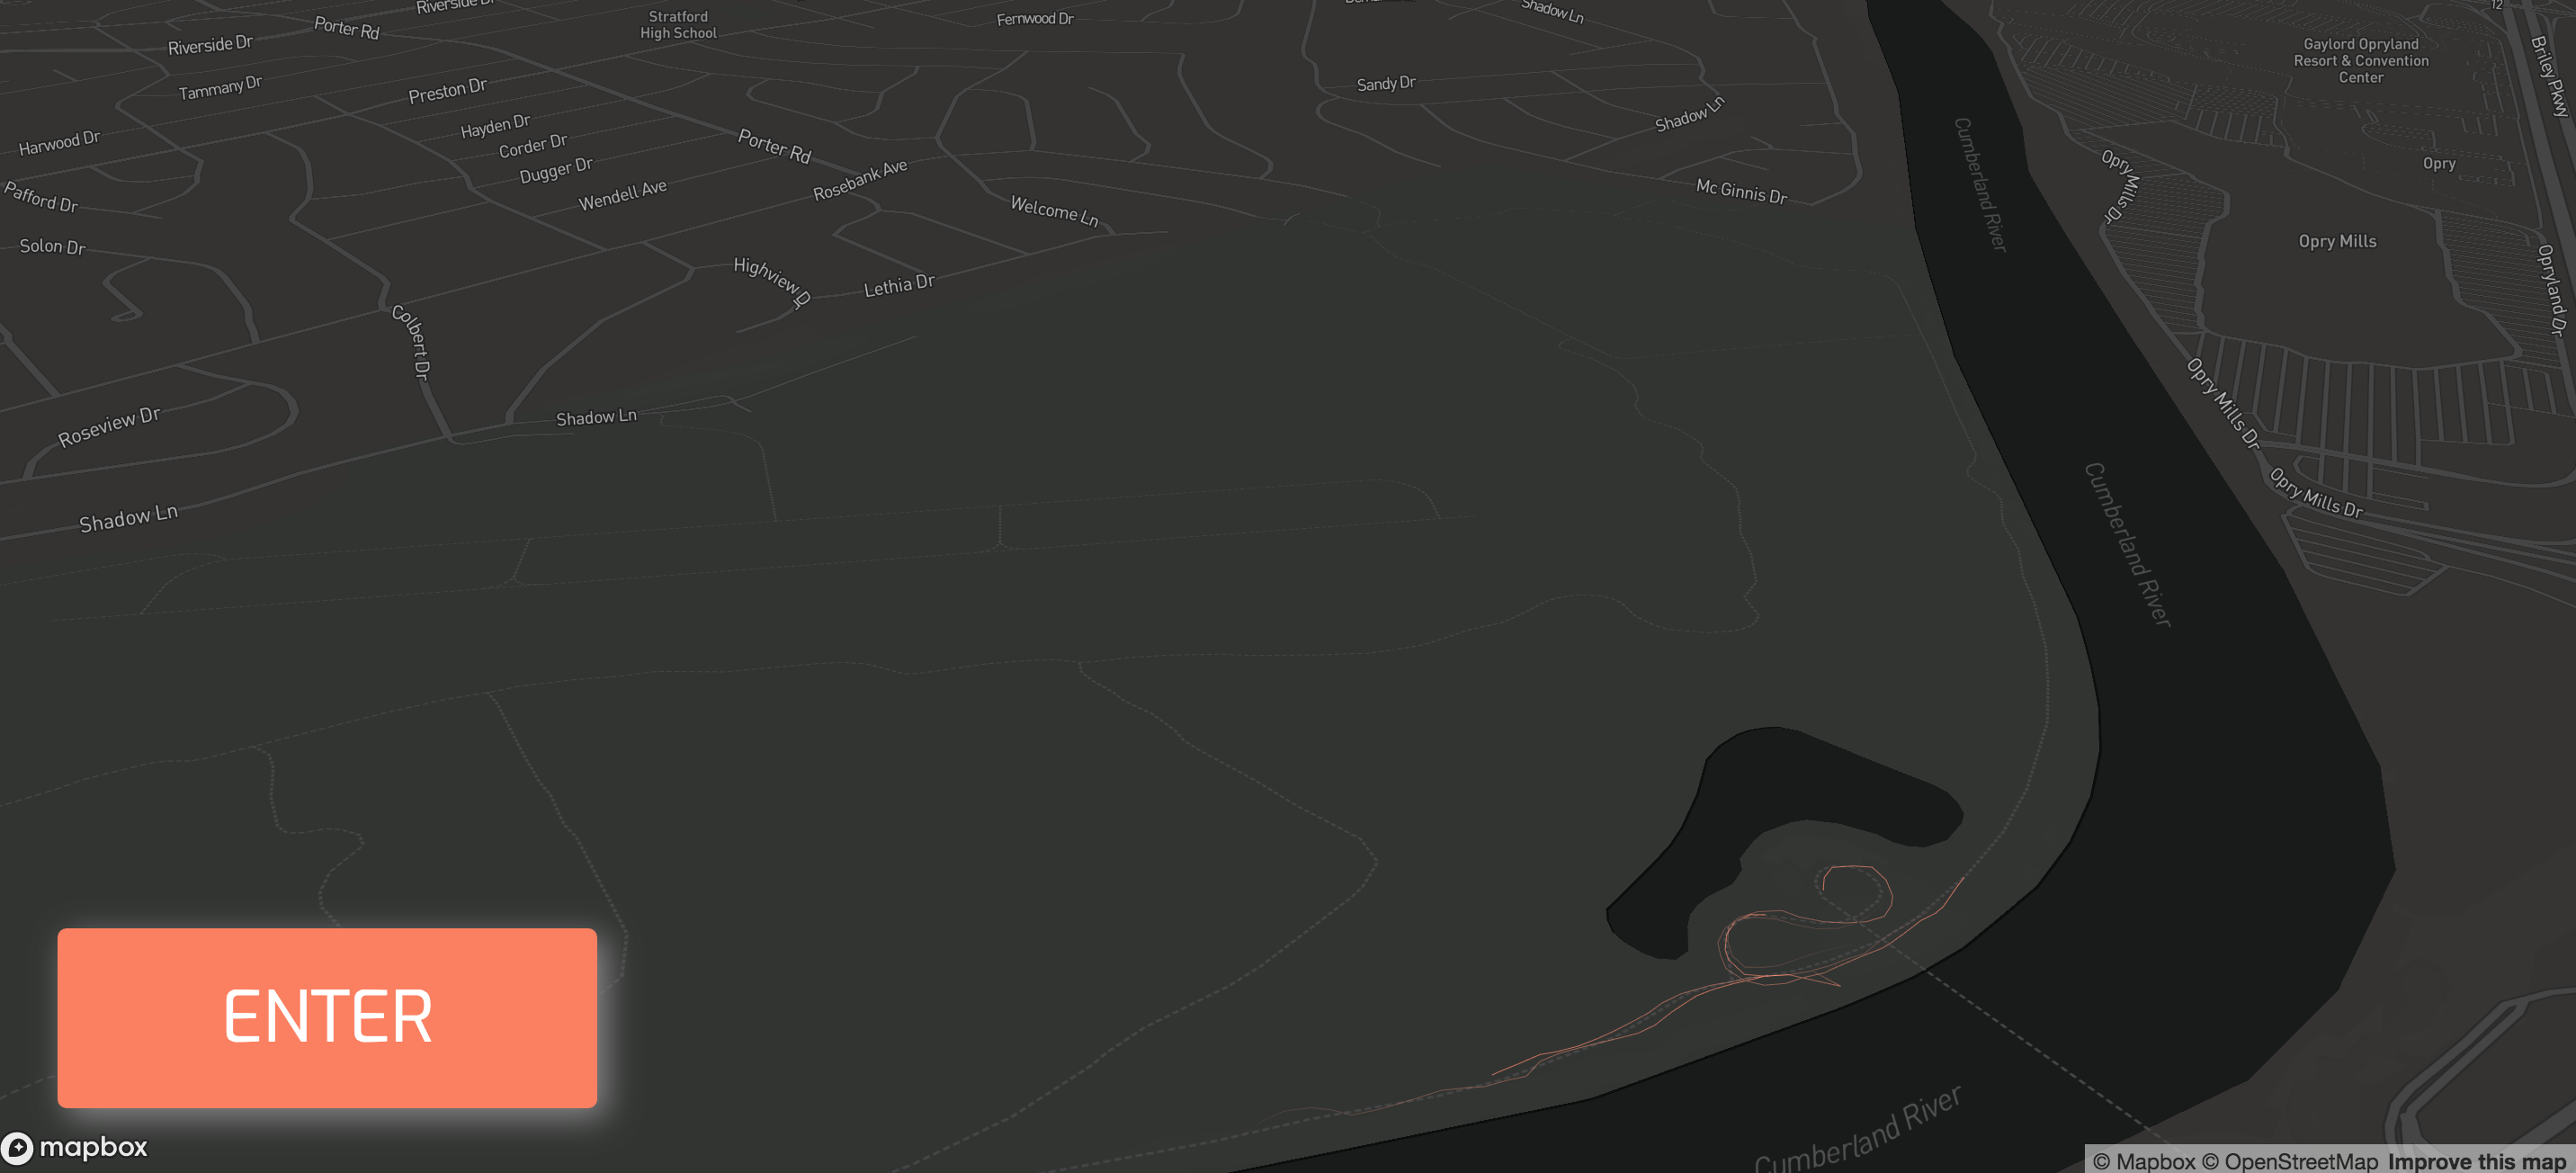 Riverside Dr
Porter Rd
Riverside Dr
Stratford
High School
Fernwood Dr
Shadow Ln
12
Briley Pkwy
Gaylord Opryland
Resort & Convention
Center
Tammany Dr
Preston Dr
Sandy Dr
Shadow Ln
Harwood Dr
Hayden Dr
Corder Dr
Dugger Dr
Porter Rd
Cumberland River
Opry Mills Dr
Opry
Pafford Dr
Wendell Ave
Rosebank Ave
Welcome Ln
Mc Ginnis Dr
Solon Dr
Highview D
Lethia Dr
Opry Mills
Opryland Dr
Colbert Dr
Roseview Dr
Shadow Ln
Opry Mills Dr
Shadow Ln
Cumberland River
Opry Mills Dr
ENTER
Cumberland River
mapbox
© Mapbox © OpenStreetMap Improve this map